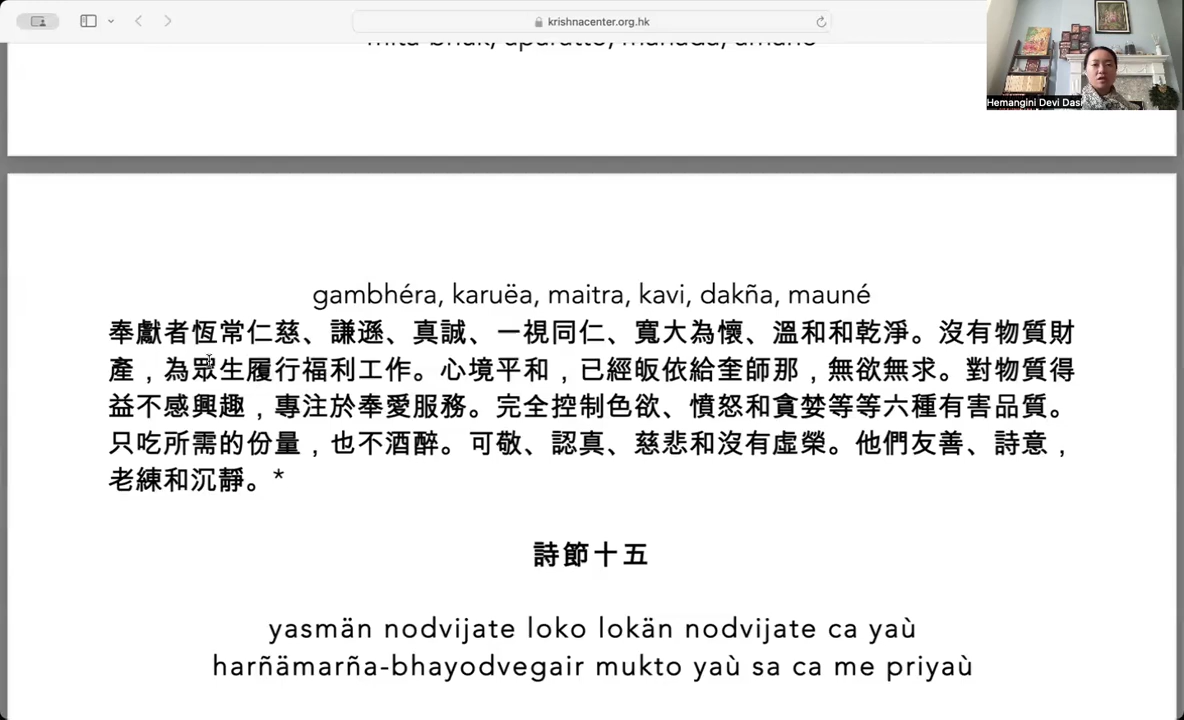 krishnacenter.org.hk
mita-bhuk, apramatta, mänada, amäné
Hemangini Devi Dasi
gambhéra, karuëa, maitra, kavi, dakña, mauné
奉獻者恆常仁慈、謙遜、真誠、一視同仁、寬大為懷、溫和和乾淨。沒有物質財
產，為眾生履行福利工作。心境平和，已經皈依給奎師那，無欲無求。對物質得
益不感興趣，專注於奉愛服務。完全控制色欲、憤怒和貪婪等等六種有害品質。
只吃所需的份量，也不酒醉。可敬、認真、慈悲和沒有虛榮。他們友善、詩意，
老練和沉靜。*
詩節十五
yasmän nodvijate loko lokän nodvijate ca yaù
harñämarña-bhayodvegair mukto yaù sa ca me priyaù